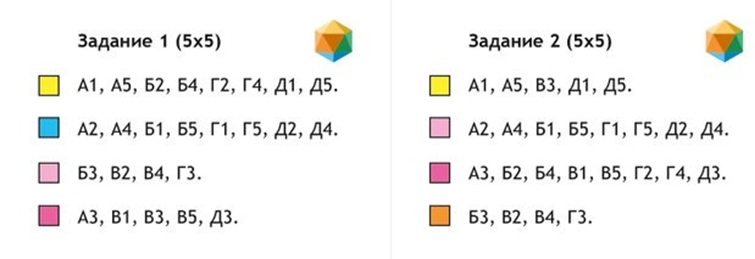 Задание 1 (5х5)
А1, А5, Б2, Б4, Г2, Г4, Д1, Д5.
А2, А4, Б1, Б5, Г1, Г5, Д2, Д4.
Б3, В2, В4, Г3.
А3, В1, В3, В5, Д3.
Задание 2 (5х5)
А1, А5, В3, Д1, Д5.
А2, А4, Б1, Б5, Г1, Г5, Д2, Д4.
А3, Б2, Б4, В1, В5, Г2, Г4, Д3.
Б3, В2, В4, Г3.